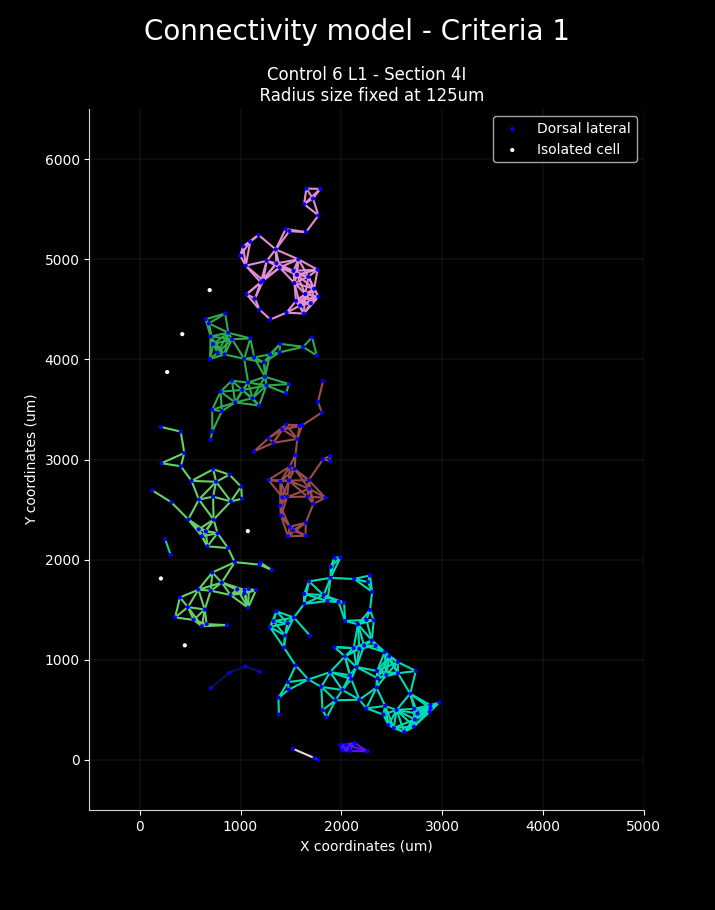 Connectivity model - Criteria 1
Control 6 L1 - Section 4I
Radius size fixed at 125um
Dorsal lateral
Isolated cell
6000
5000
4000
3000
2000
1000
0
Y coordinates (um)
0 1000 2000 3000 4000 5000
X coordinates (um)